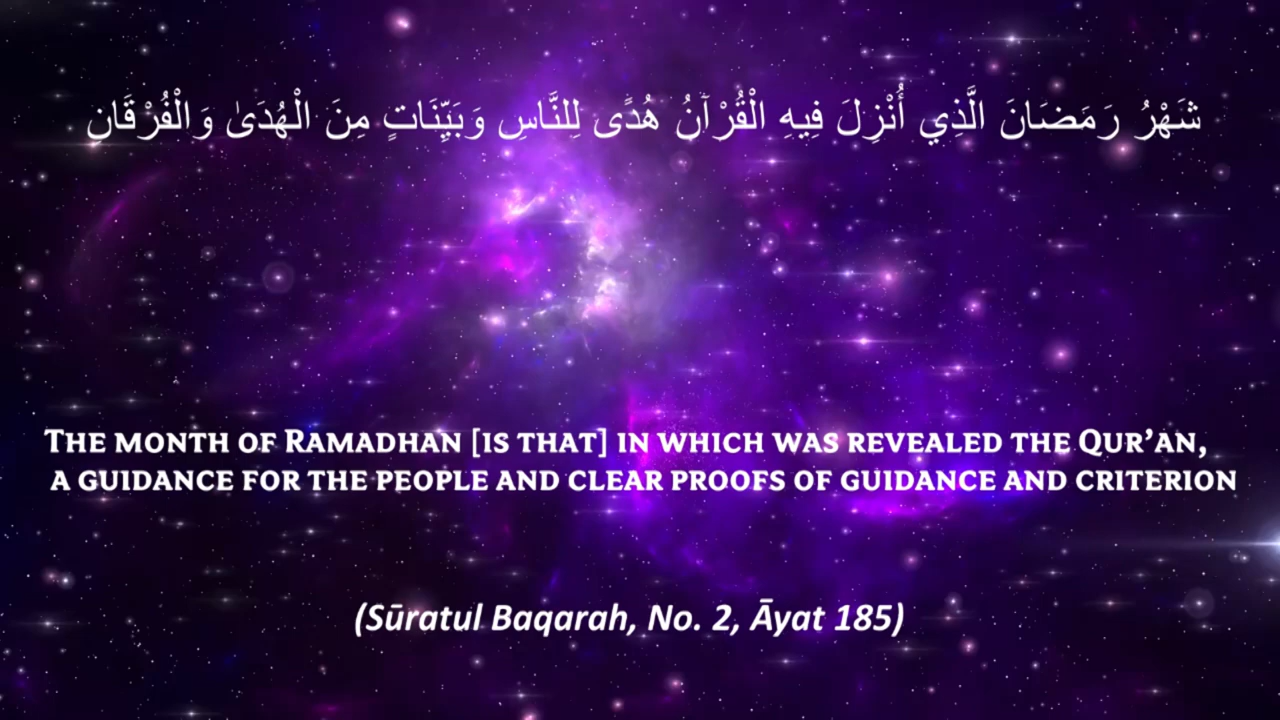 شَهْرُ رَمَضَانَ الَّذِي أُنْزِلَ فِيهِ الْقُرْآنُ هُدًى لِلنَّاسِ وَبَيِّنَاتٍ مِنَ الْهُدَىٰ وَالْفُرْقَانِ
The month of Ramadhan [is that] in which was revealed the Qur’an,
a guidance for the people and clear proofs of guidance and criterion
(Sūratul Baqarah, No. 2, Āyat 185)